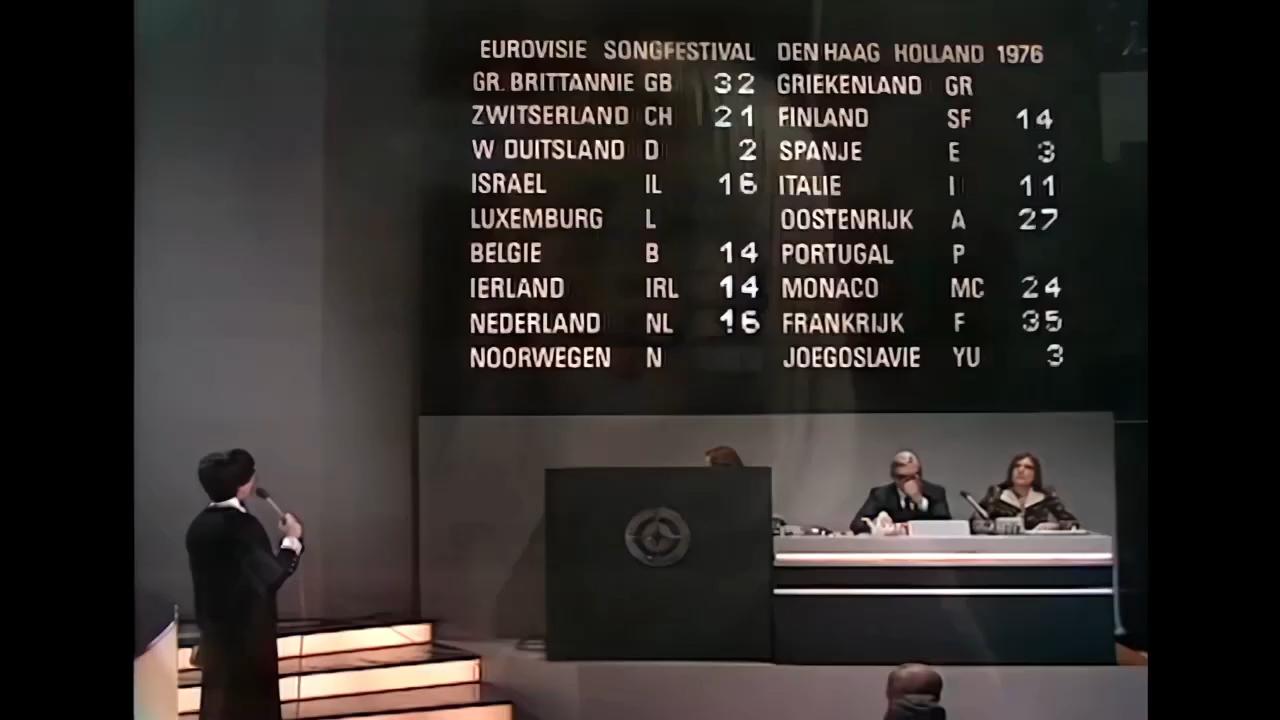 EUROVISIE SONGFESTIVAL DEN HAAG HOLLAND 1976
GR. BRITTANNIE GB 32 GRIEKENLAND GR
ZWITSERLAND CH 21 FINLAND SF 14
W DUITSLAND D 2 SPANJE E 3
ISRAEL IL 16 ITALIE I 11
LUXEMBURG L OOSTENRIJK A 27
BELGIE B 14 PORTUGAL P
IERLAND IRL 14 MONACO MC 24
NEDERLAND NL 16 FRANKRIJK F 35
NOORWEGEN N JOEGOSLAVIE YU 3